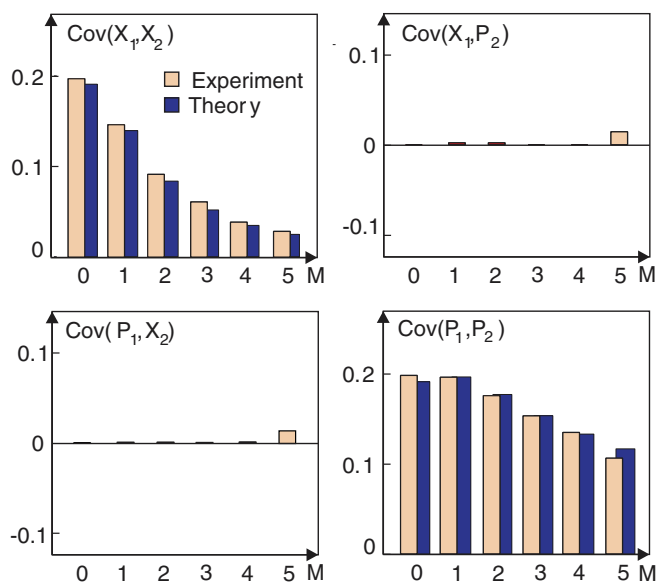 Cov(X1,X2)
Experiment
Theory
0.2
0.1
0
0 1 2 3 4 5 M
Cov(X1,P2)
0.1
0
-0.1
0 1 2 3 4 5 M
Cov(P1,X2)
0.1
0
-0.1
0 1 2 3 4 5 M
Cov(P1,P2)
0.2
0.1
0
0 1 2 3 4 5 M